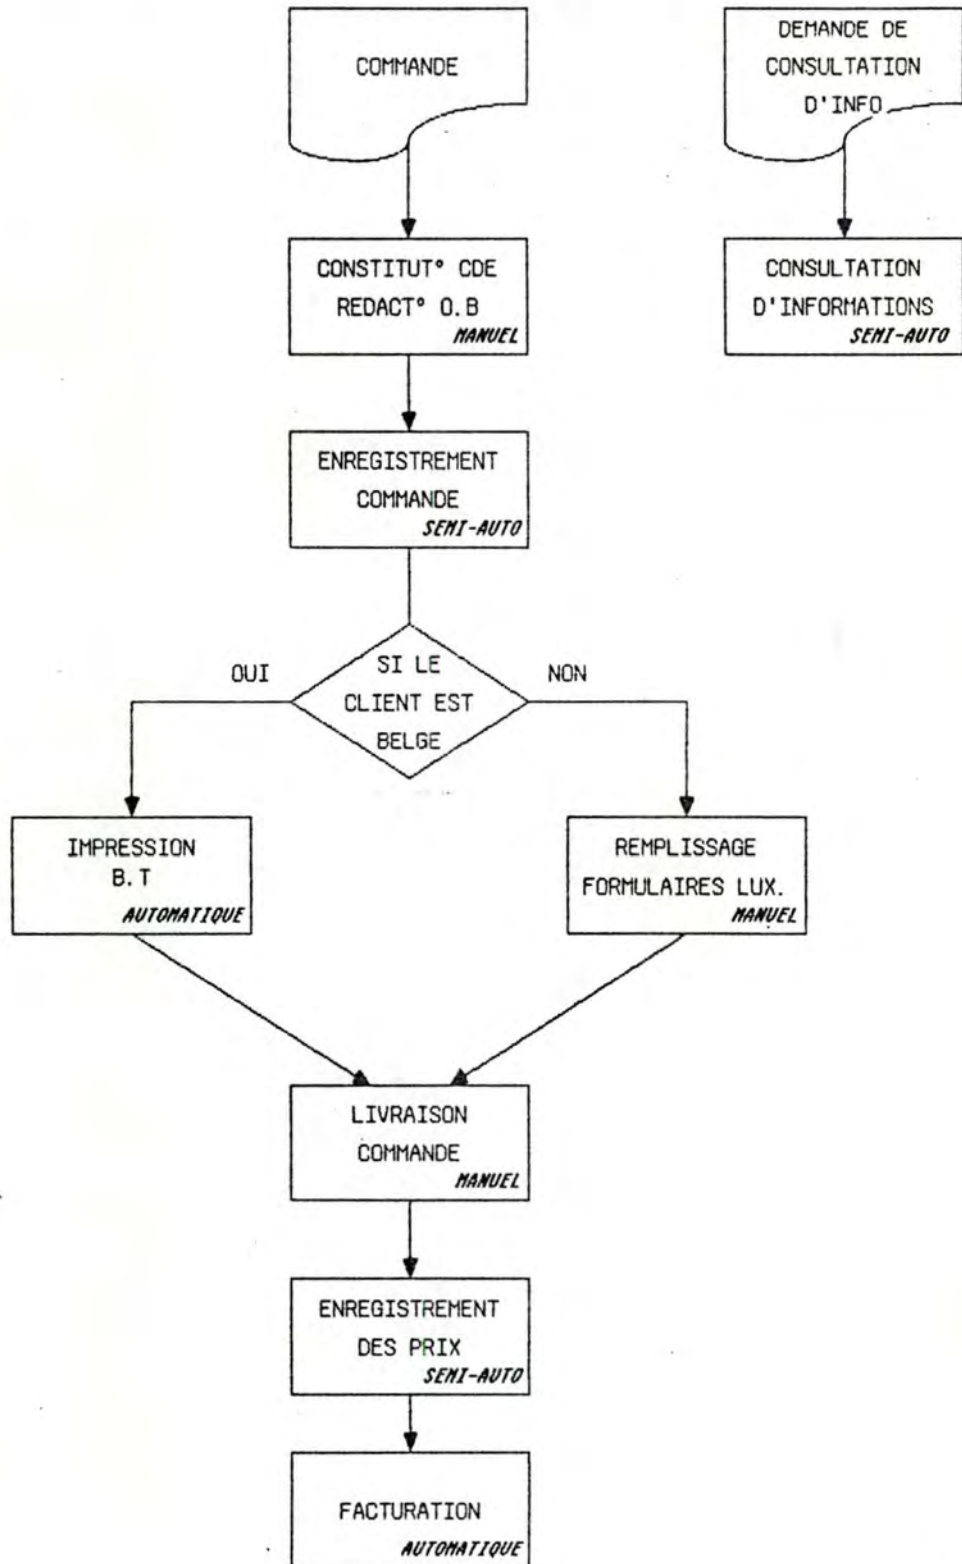 COMMANDE
DEMANDE DE
CONSULTATION
D'INFO
CONSTITUT° CDE
REDACT° O.B
MANUEL
CONSULTATION
D'INFORMATIONS
SEMI-AUTO
ENREGISTREMENT
COMMANDE
SEMI-AUTO
OUI
SI LE
CLIENT EST
BELGE
NON
IMPRESSION
B.T
AUTOMATIQUE
REMPLISSAGE
FORMULAIRES LUX.
MANUEL
LIVRAISON
COMMANDE
MANUEL
ENREGISTREMENT
DES PRIX
SEMI-AUTO
FACTURATION
AUTOMATIQUE